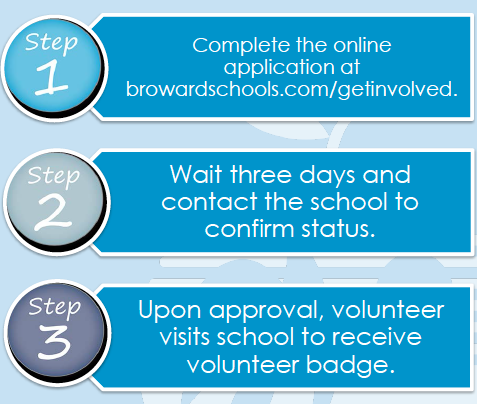 Step
1
Complete the online
application at
browardschools.com/getinvolved.
Step
2
Wait three days and
contact the school to
confirm status.
Step
3
Upon approval, volunteer
visits school to receive
volunteer badge.